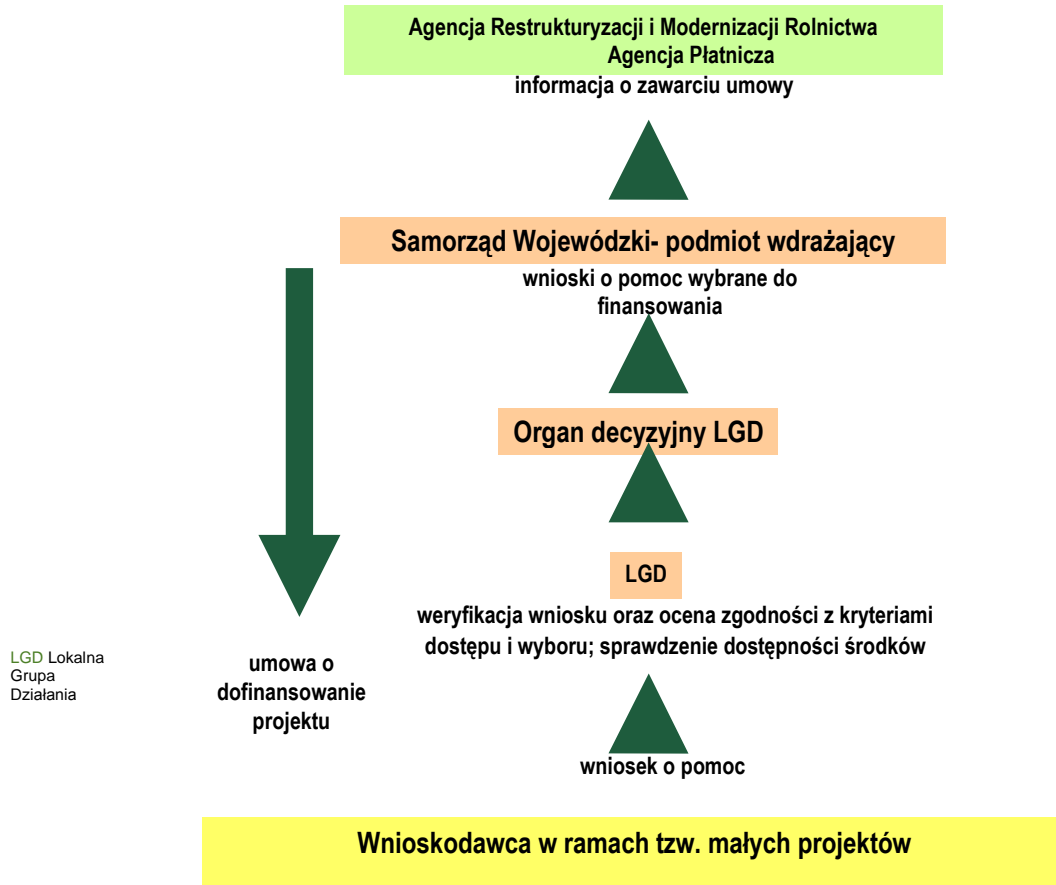 Agencja Restrukturyzacji i Modernizacji Rolnictwa
Agencja Płatnicza
informacja o zawarciu umowy
Samorząd Wojewódzki- podmiot wdrażający
wnioski o pomoc wybrane do
finansowania
Organ decyzyjny LGD
LGD
weryfikacja wniosku oraz ocena zgodności z kryteriami
dostępu i wyboru; sprawdzenie dostępności środków
LGD Lokalna
Grupa
Działania
umowa o
dofinansowanie
projektu
wniosek o pomoc
Wnioskodawca w ramach tzw. małych projektów